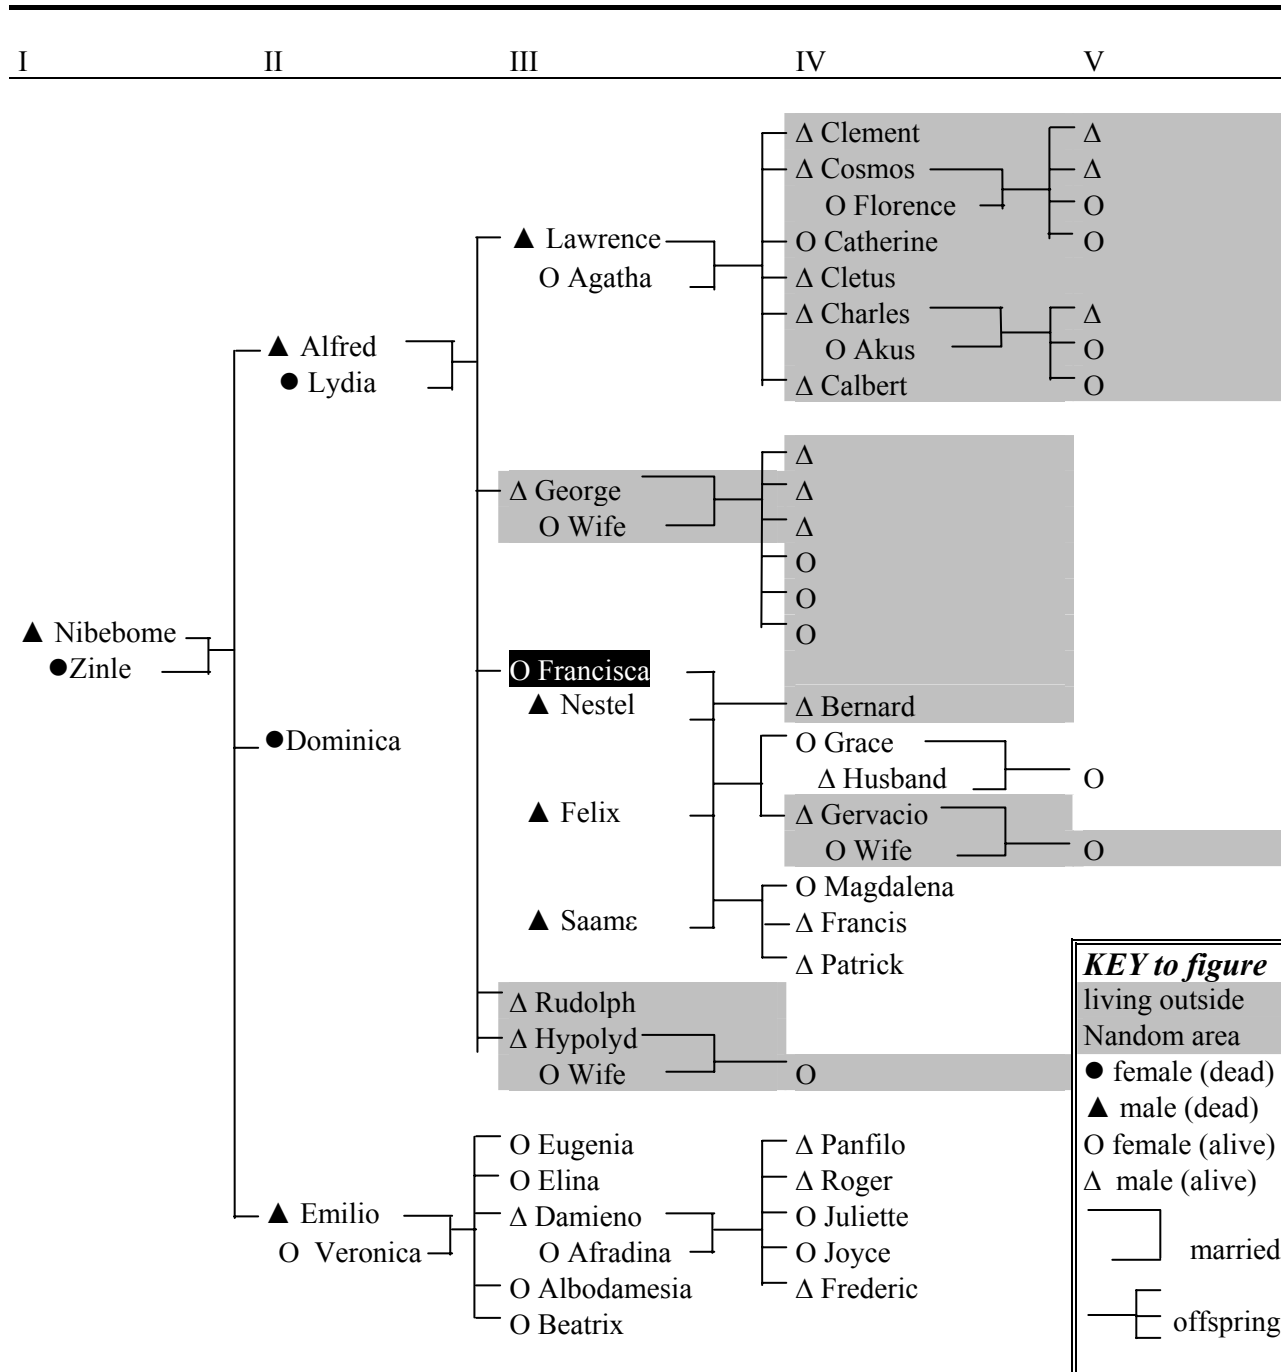 I II III IV V
Δ Clement Δ
Δ Cosmos Δ
O Florence O
▲ Lawrence O Catherine O
O Agatha Δ Cletus
Δ Charles Δ
▲ Alfred O Akus O
● Lydia Δ Calbert O
Δ
Δ George Δ
O Wife Δ
O
O
▲ Nibebome O
●Zinle O Francisca
▲ Nestel Δ Bernard
●Dominica O Grace
Δ Husband O
▲ Felix Δ Gervacio
O Wife O
O Magdalena
▲ Saamɛ Δ Francis
Δ Patrick
Δ Rudolph
Δ Hypolyd
O Wife O
O Eugenia Δ Panfilo
O Elina Δ Roger
▲ Emilio Δ Damieno O Juliette
O Veronica O Afradina O Joyce
O Albodamesia Δ Frederic
O Beatrix
KEY to figure
living outside
Nandom area
● female (dead)
▲ male (dead)
O female (alive)
Δ male (alive)
married
offspring